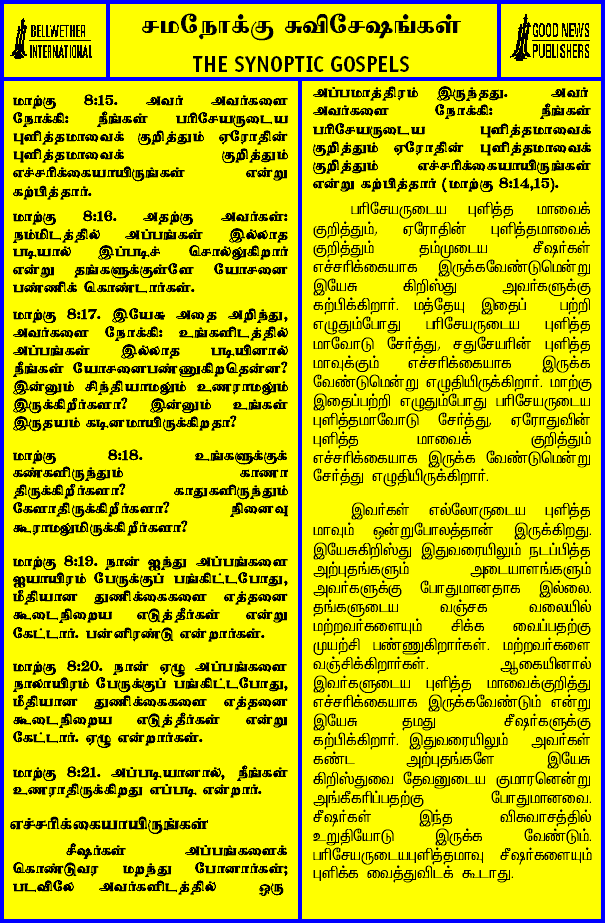 BELLWETHER
INTERNATIONAL
சமநோக்கு சுவிசேஷங்கள்
THE SYNOPTIC GOSPELS
GOOD NEWS
PUBLISHERS
மாற்கு 8:15. அவர் அவர்களை
நோக்கி: நீங்கள் பரிசேயருடைய
புளித்தமாவைக் குறித்தும் ஏரோதின்
புளித்தமாவைக் குறித்தும்
எச்சரிக்கையாயிருங்கள் என்று
கற்பித்தார்.
மாற்கு 8:16. அதற்கு அவர்கள்:
நம்மிடத்தில் அப்பங்கள் இல்லாத
படியால் இப்படிச் சொல்லுகிறார்
என்று தங்களுக்குள்ளே யோசனை
பண்ணிக் கொண்டார்கள்.
மாற்கு 8:17. இயேசு அதை அறிந்து,
அவர்களை நோக்கி: உங்களிடத்தில்
அப்பங்கள் இல்லாத படியினால்
நீங்கள் யோசனைபண்ணுகிறதென்ன?
இன்னும் சிந்தியாமலும் உணராமலும்
இருக்கிறீர்களா? இன்னும் உங்கள்
இருதயம் கடினமாயிருக்கிறதா?
மாற்கு 8:18. உங்களுக்குக்
கண்களிருந்தும் காணா
திருக்கிறீர்களா? காதுகளிருந்தும்
கேளாதிருக்கிறீர்களா? நினைவு
கூராமலுமிருக்கிறீர்களா?
மாற்கு 8:19. நான் ஐந்து அப்பங்களை
ஐயாயிரம் பேருக்குப் பங்கிட்டபோது,
மீதியான துணிக்கைகளை எத்தனை
கூடைநிறைய எடுத்தீர்கள் என்று
கேட்டார். பன்னிரண்டு என்றார்கள்.
மாற்கு 8:20. நான் ஏழு அப்பங்களை
நாலாயிரம் பேருக்குப் பங்கிட்டபோது,
மீதியான துணிக்கைகளை எத்தனை
கூடைநிறைய எடுத்தீர்கள் என்று
கேட்டார். ஏழு என்றார்கள்.
மாற்கு 8:21. அப்படியானால், நீங்கள்
உணராதிருக்கிறது எப்படி என்றார்.
எச்சரிக்கையாயிருங்கள்
சீஷர்கள் அப்பங்களைக்
கொண்டுவர மறந்து போனார்கள்;
படவிலே அவர்களிடத்தில் ஒரு
அப்பமாத்திரம் இருந்தது. அவர்
அவர்களை நோக்கி: நீங்கள்
பரிசேயருடைய புளித்தமாவைக்
குறித்தும் ஏரோதின் புளித்தமாவைக்
குறித்தும் எச்சரிக்கையாயிருங்கள்
என்று கற்பித்தார் (மாற்கு 8:14,15).
பரிசேயருடைய புளித்த மாவைக்
குறித்தும், ஏரோதின் புளித்தமாவைக்
குறித்தும் தம்முடைய சீஷர்கள்
எச்சரிக்கையாக இருக்கவேண்டுமென்று
இயேசு கிறிஸ்து அவர்களுக்கு
கற்பிக்கிறார். மத்தேயு இதைப் பற்றி
எழுதும்போது பரிசேயருடைய புளித்த
மாவோடு சேர்த்து, சதுசேயரின் புளித்த
மாவுக்கும் எச்சரிக்கையாக இருக்க
வேண்டுமென்று எழுதியிருக்கிறார். மாற்கு
இதைப்பற்றி எழுதும்போது பரிசேயருடைய
புளித்தமாவோடு சேர்த்து, ஏரோதுவின்
புளித்த மாவைக் குறித்தும்
எச்சரிக்கையாக இருக்க வேண்டுமென்று
சேர்த்து எழுதியிருக்கிறார்.
இவர்கள் எல்லோருடைய புளித்த
மாவும் ஒன்றுபோலத்தான் இருக்கிறது.
இயேசுகிறிஸ்து இதுவரையிலும் நடப்பித்த
அற்புதங்களும் அடையாளங்களும்
அவர்களுக்கு போதுமானதாக இல்லை.
தங்களுடைய வஞ்சக வலையில்
மற்றவர்களையும் சிக்க வைப்பதற்கு
முயற்சி பண்ணுகிறார்கள். மற்றவர்களை
வஞ்சிக்கிறார்கள். ஆகையினால்
இவர்களுடைய புளித்த மாவைக்குறித்து
எச்சரிக்கையாக இருக்கவேண்டும் என்று
இயேசு தமது சீஷர்களுக்கு
கற்பிக்கிறார். இதுவரையிலும் அவர்கள்
கண்ட அற்புதங்களே இயேசு
கிறிஸ்துவை தேவனுடைய குமாரனென்று
அங்கீகரிப்பதற்கு போதுமானவை.
சீஷர்கள் இந்த விசுவாசத்தில்
உறுதியோடு இருக்க வேண்டும்.
பரிசேயருடையபுளித்தமாவு சீஷர்களையும்
புளிக்க வைத்துவிடக் கூடாது.